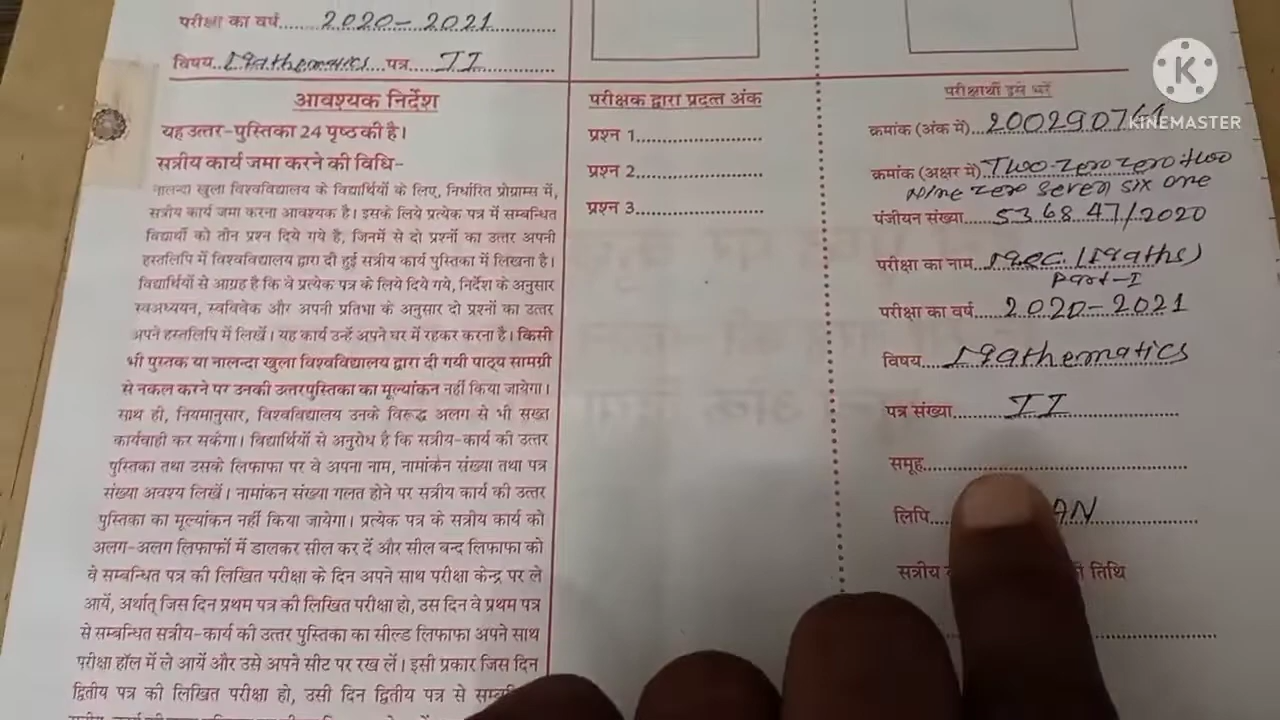 परीक्षा का वर्ष 2020-2021
विषय Mathematics पत्र II
आवश्यक निर्देश
यह उत्तर-पुस्तिका 24 पृष्ठ की है।
सत्रीय कार्य जमा करने की विधि-
नालन्दा खुला विश्वविद्यालय के विद्यार्थियों के लिए, निर्धारित प्रोग्राम्स में,
सत्रीय कार्य जमा करना आवश्यक है। इसके लिये प्रत्येक पत्र में सम्बन्धित
विद्यार्थी को तीन प्रश्न दिये गये है, जिनमें से दो प्रश्नों का उत्तर अपनी
हस्तलिपि में विश्वविद्यालय द्वारा दी हुई सत्रीय कार्य पुस्तिका में लिखना है।
विद्यार्थिओं से आग्रह है कि वे प्रत्येक पत्र के लिये दिये गये, निर्देश के अनुसार
स्वअध्ययन, स्वविवेक और अपनी प्रतिभा के अनुसार दो प्रश्नों का उत्तर
अपने हस्तलिपि में लिखें। यह कार्य उन्हें अपने घर में रहकर करना है। किसी
भी पुस्तक या नालन्दा खुला विश्वविद्यालय द्वारा दी गयी पाठ्य सामग्री
से नकल करने पर उनकी उत्तरपुस्तिका का मूल्यांकन नहीं किया जायेगा।
साथ ही, नियमानुसार, विश्वविद्यालय उनके विरूद्ध अलग से भी सख्त
कार्यवाही कर सकेगा। विद्यार्थिओं से अनुरोध है कि सत्रीय-कार्य की उत्तर
पुस्तिका तथा उसके लिफाफा पर वे अपना नाम, नामांकन संख्या तथा पत्र
संख्या अवश्य लिखें। नामांकन संख्या गलत होने पर सत्रीय कार्य की उत्तर
पुस्तिका का मूल्यांकन नहीं किया जायेगा। प्रत्येक पत्र के सत्रीय कार्य को
अलग-अलग लिफाफों में डालकर सील कर दें और सील बन्द लिफाफा को
वे सम्बन्धित पत्र की लिखित परीक्षा के दिन अपने साथ परीक्षा केन्द्र पर ले
आयें, अर्थात् जिस दिन प्रथम पत्र की लिखित परीक्षा हो, उस दिन वे प्रथम पत्र
से सम्बन्धित सत्रीय-कार्य की उत्तर पुस्तिका का सील्ड लिफाफा अपने साथ
परीक्षा हॉल में ले आयें और उसे अपने सीट पर रख लें। इसी प्रकार जिस दिन
द्वितीय पत्र की लिखित परीक्षा हो, उसी दिन द्वितीय पत्र से
परीक्षक द्वारा प्रदत्त अंक
प्रश्न 1
प्रश्न 2
प्रश्न 3
परीक्षार्थी इसे भरें
क्रमांक (अंक में)
क्रमांक (अक्षर में) Two zero zero two
Nine zero seven six one
पंजीयन संख्या 536847/2020
परीक्षा का नाम (Maths)
Part-I
परीक्षा का वर्ष 2020-2021
विषय Mathematics
पत्र संख्या II
समूह
लिपि
सत्रीय तिथि
KINEMASTER